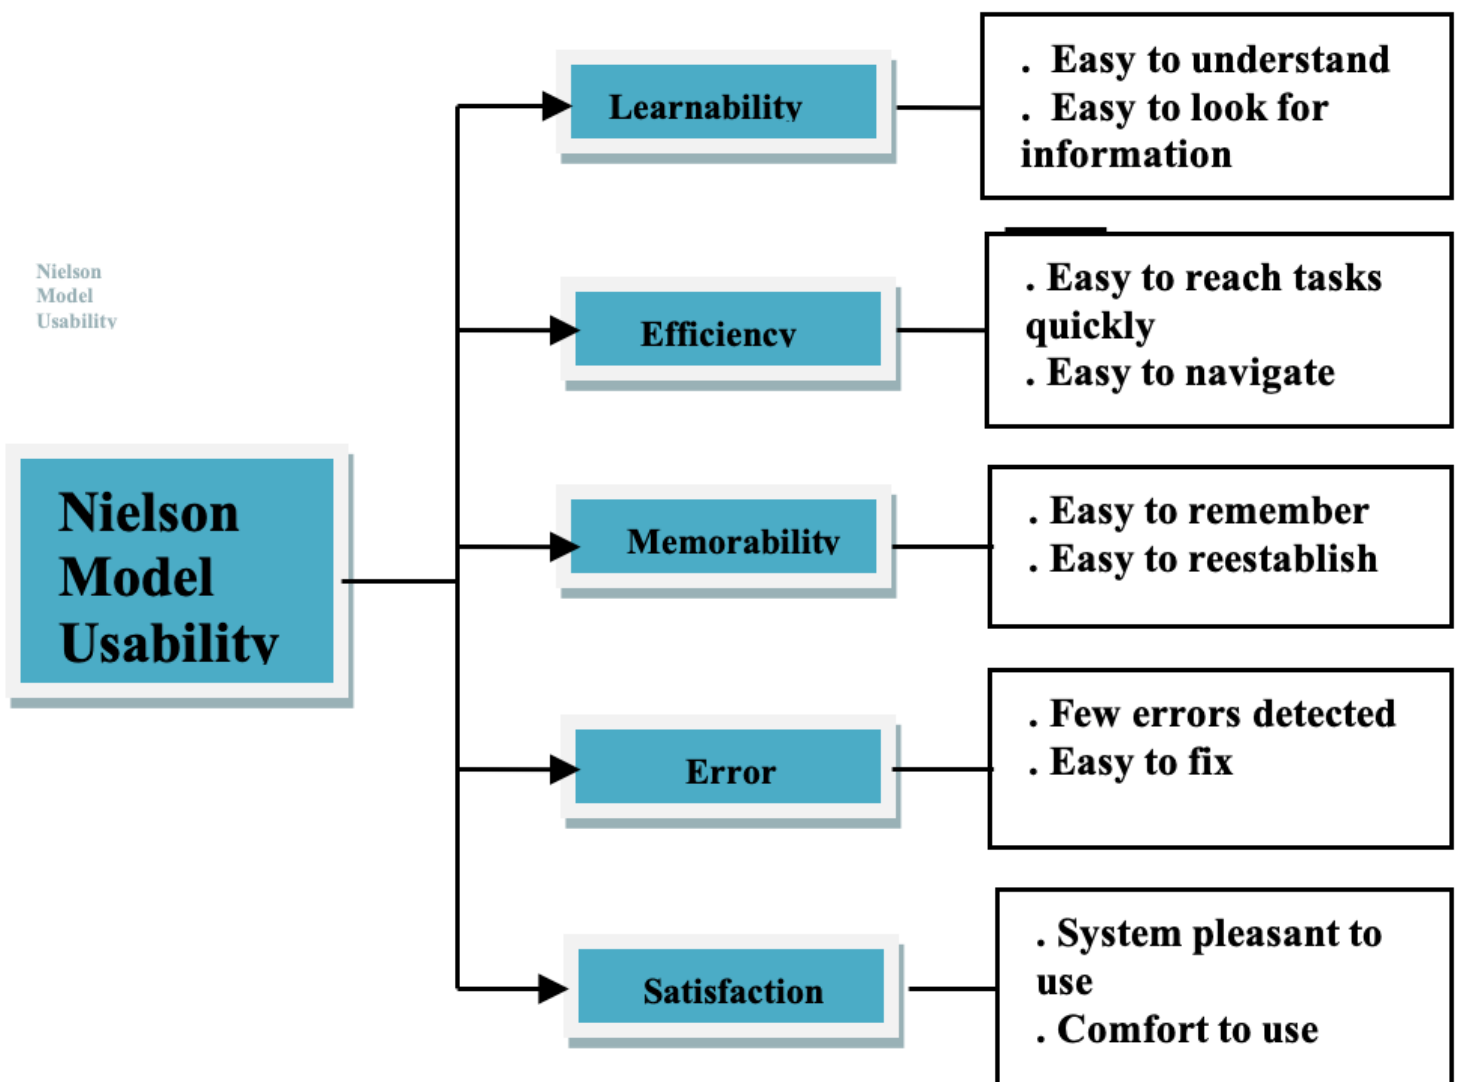 Nielson
Model
Usability
Nielson
Model
Usability
Learnability
. Easy to understand
. Easy to look for
information
Efficiency
. Easy to reach tasks
quickly
. Easy to navigate
Memorability
. Easy to remember
. Easy to reestablish
Error
. Few errors detected
. Easy to fix
Satisfaction
. System pleasant to
use
. Comfort to use